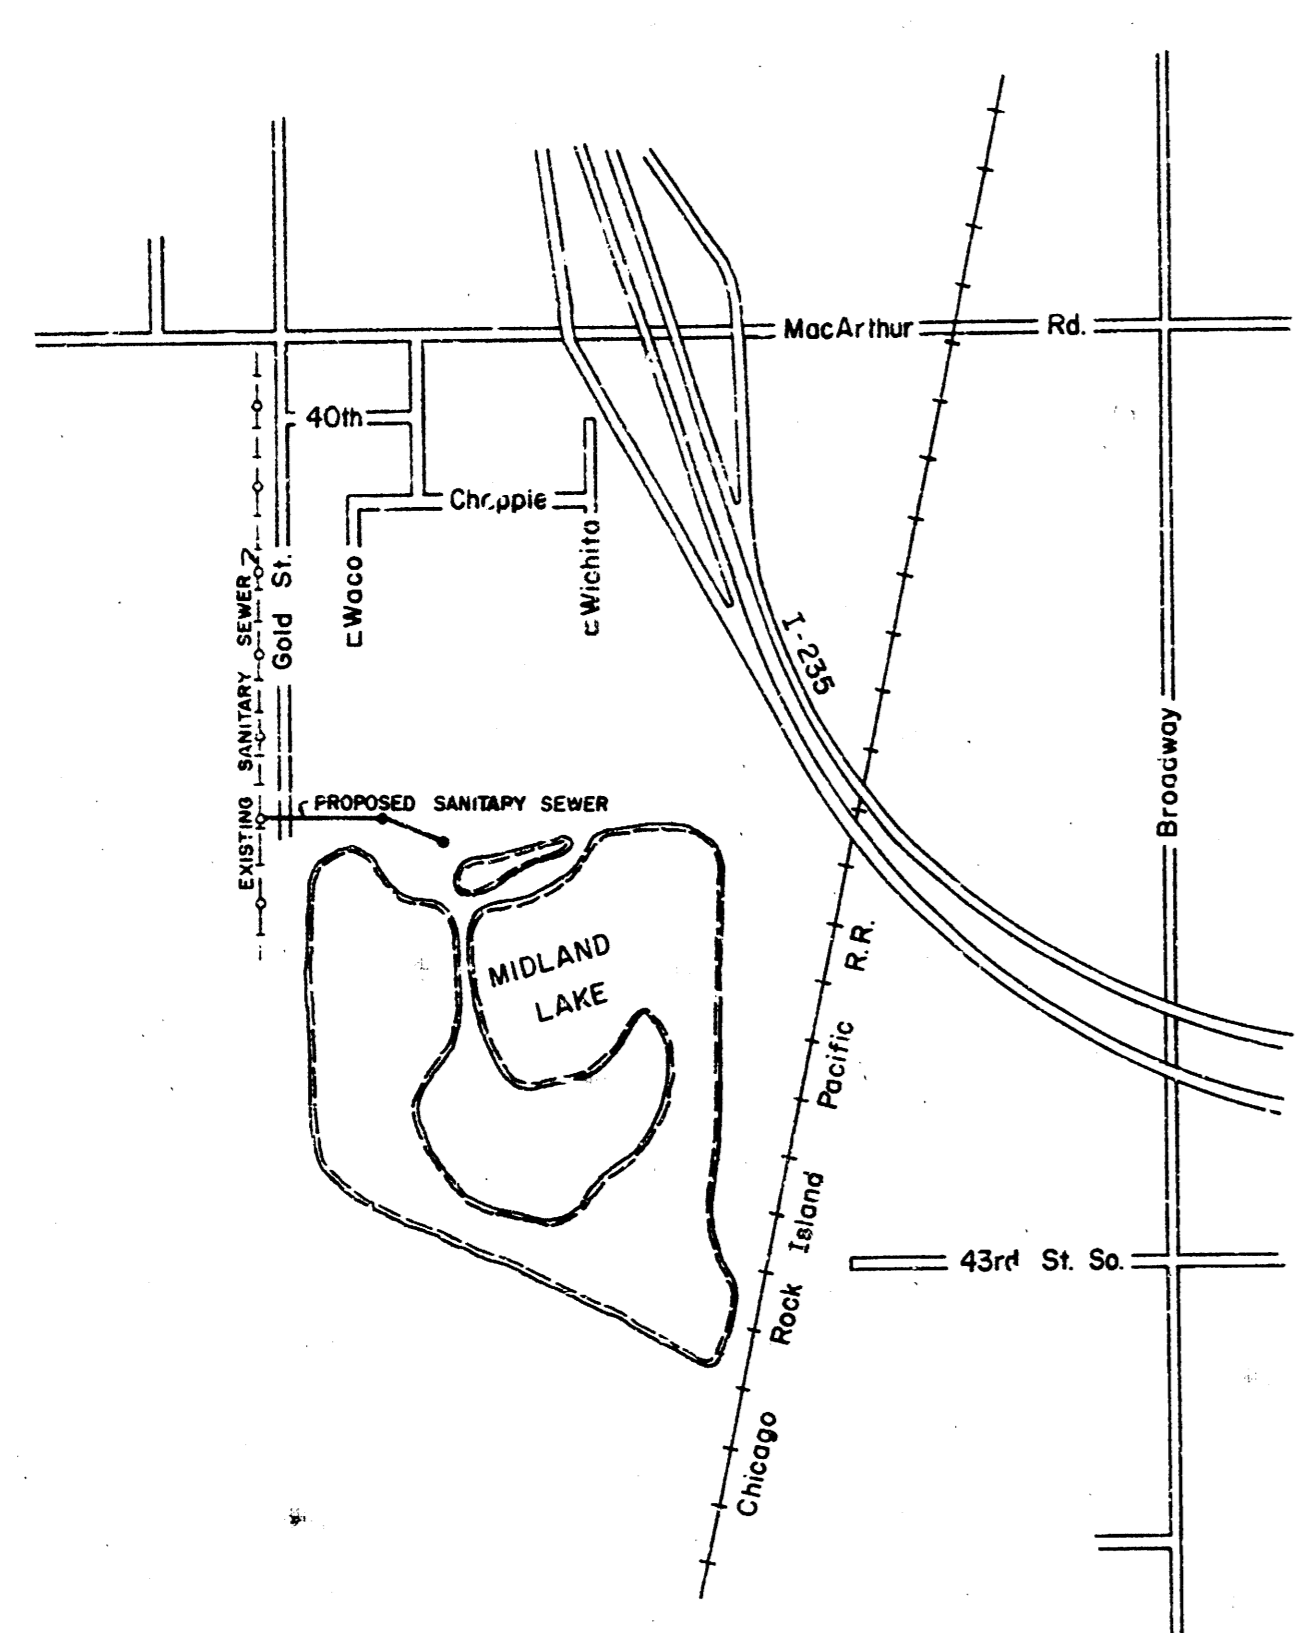 MacArthur Rd.
40th
Choppie
Waco
Wichita
Gold St.
EXISTING SANITARY SEWER
I-235
PROPOSED SANITARY SEWER
Broadway
MIDLAND
LAKE
Chicago Rock Island Pacific R.R.
43rd St. So.